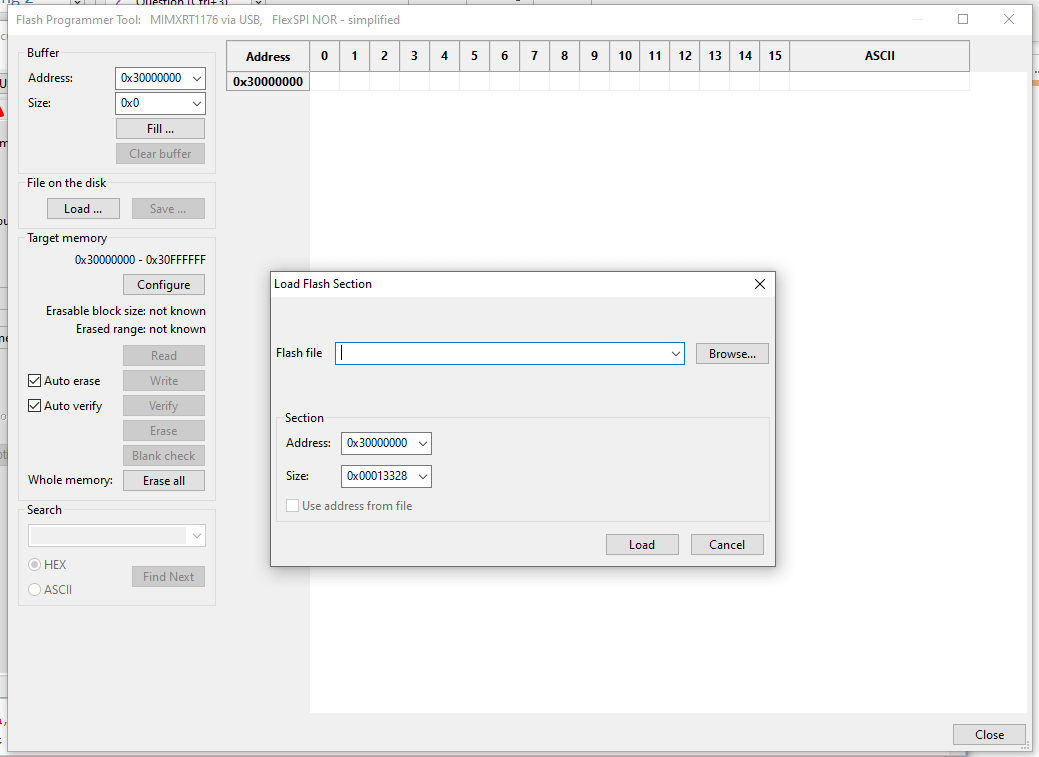 Question (Ctrl+3)
Flash Programmer Tool: MIMXRT1176 via USB, FlexSPI NOR - simplified
Buffer
Address: 0x30000000
Size: 0x0
Fill ...
Clear buffer
File on the disk
Load ... Save ...
Target memory
0x30000000 - 0x30FFFFFF
Configure
Erasable block size: not known
Erased range: not known
Read
Auto erase Write
Auto verify Verify
Erase
Blank check
Whole memory: Erase all
Search
HEX
Find Next
ASCII
Address 0 1 2 3 4 5 6 7 8 9 10 11 12 13 14 15 ASCII
0x30000000
Load Flash Section
Flash file Browse...
Section
Address: 0x30000000
Size: 0x00013328
Use address from file
Load Cancel
Close